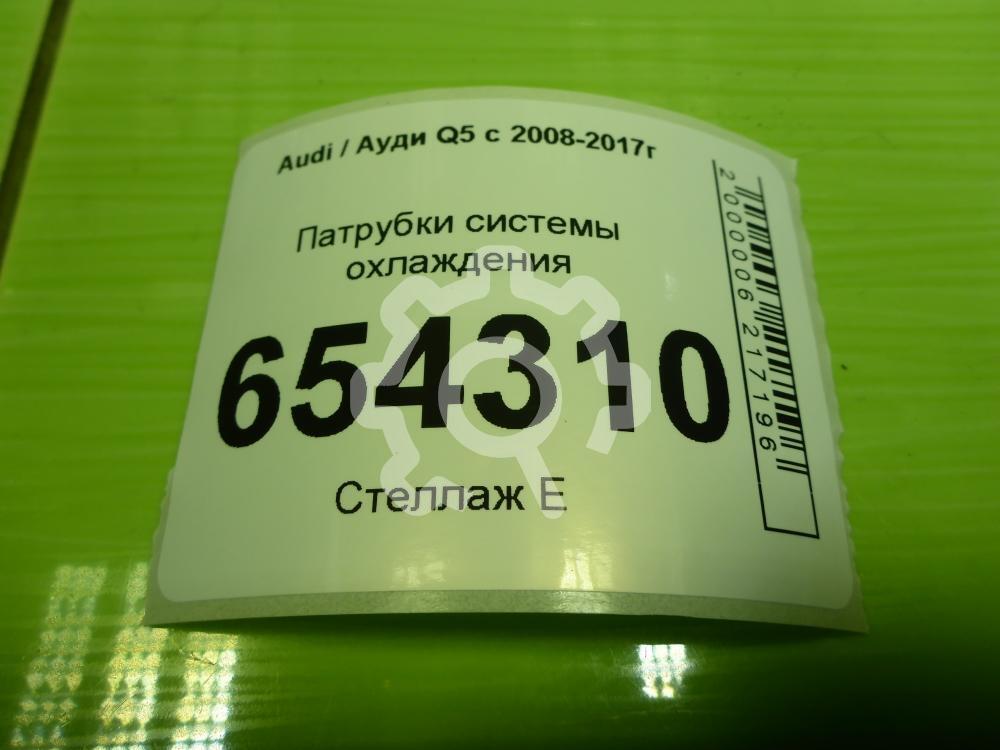 Audi / Ауди Q5 с 2008-2017г
Патрубки системы
охлаждения
654310
Стеллаж Е
2000006217196